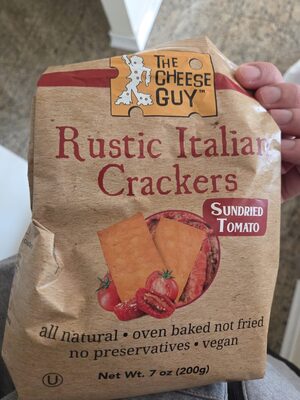 THE
CHEESE
GUY™
Rustic Italian
Crackers
SUNDRIED
TOMATO
all natural • oven baked not fried
no preservatives • vegan
U
Net Wt. 7 oz (200g)